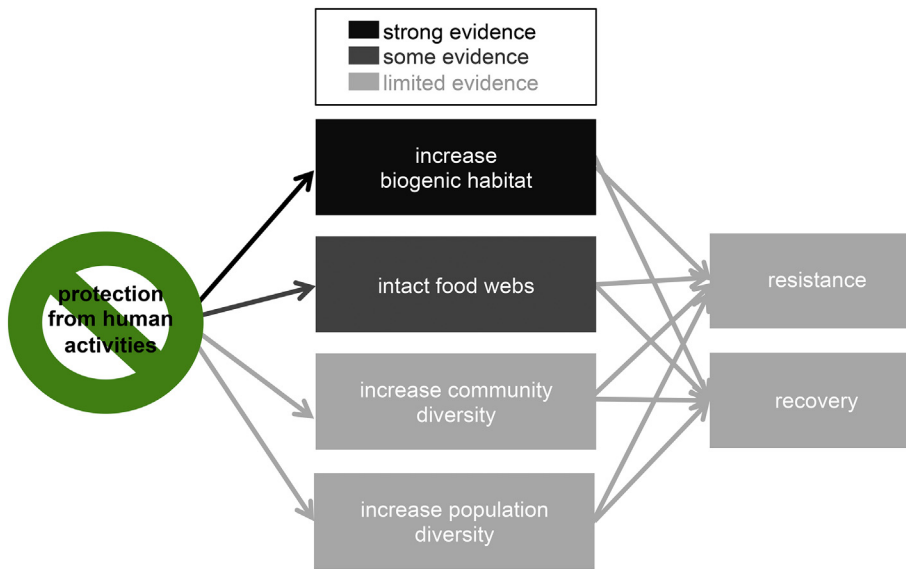 strong evidence
some evidence
limited evidence
increase
biogenic habitat
intact food webs
increase community
diversity
increase population
diversity
protection
from human
activities
resistance
recovery